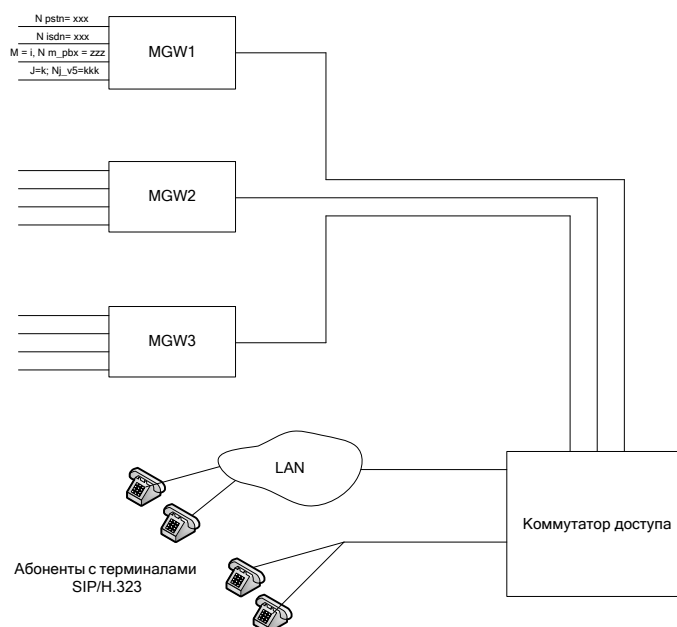 N pstn= xxx
N isdn= xxx
M = i, N m_pbx = zzz
J=k; Nj_v5=kkk
MGW1
MGW2
MGW3
LAN
Коммутатор доступа
Абоненты с терминалами
SIP/H.323